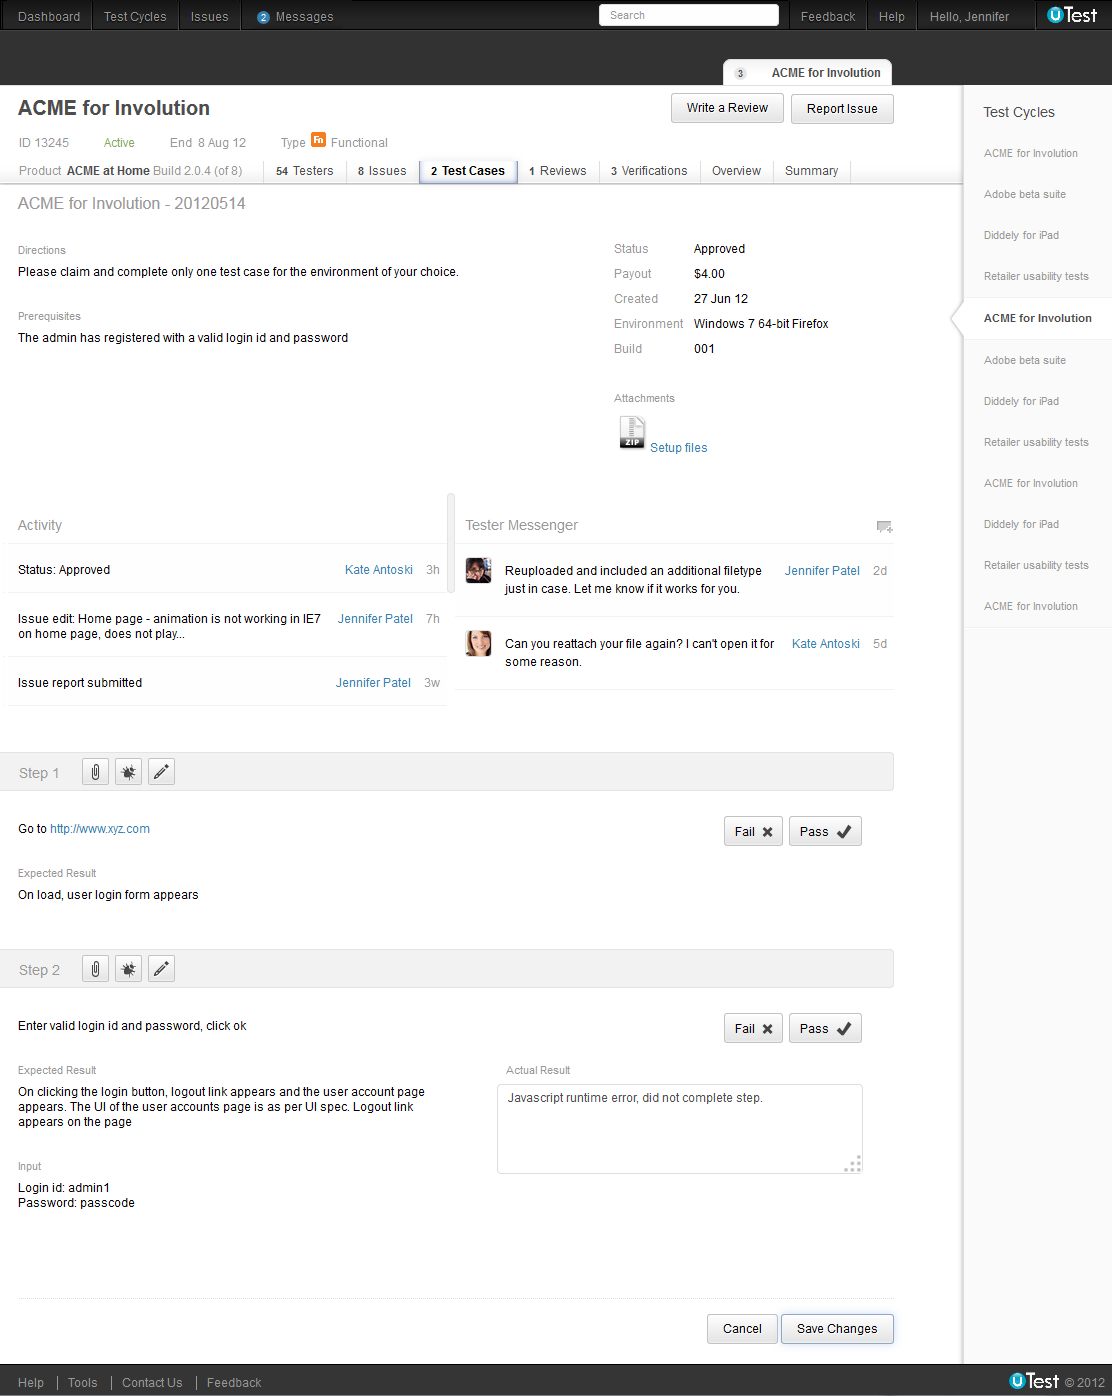 Dashboard Test Cycles Issues 2 Messages Search Feedback Help Hello, Jennifer uTest
3 ACME for Involution
ACME for Involution Write a Review Report Issue
ID 13245 Active End 8 Aug 12 Type Fn Functional
Product ACME at Home Build 2.0.4 (of 8) 54 Testers 8 Issues 2 Test Cases 1 Reviews 3 Verifications Overview Summary
ACME for Involution - 20120514
Directions
Please claim and complete only one test case for the environment of your choice.
Prerequisites
The admin has registered with a valid login id and password
Status Approved
Payout $4.00
Created 27 Jun 12
Environment Windows 7 64-bit Firefox
Build 001
Attachments
ZIP Setup files
Activity
Status: Approved Kate Antoski 3h
Issue edit: Home page - animation is not working in IE7 Jennifer Patel 7h
on home page, does not play...
Issue report submitted Jennifer Patel 3w
Tester Messenger
Reuploaded and included an additional filetype Jennifer Patel 2d
just in case. Let me know if it works for you.
Can you reattach your file again? I can't open it for Kate Antoski 5d
some reason.
Step 1
Go to http://www.xyz.com Fail Pass
Expected Result
On load, user login form appears
Step 2
Enter valid login id and password, click ok Fail Pass
Expected Result
On clicking the login button, logout link appears and the user account page
appears. The UI of the user accounts page is as per UI spec. Logout link
appears on the page
Actual Result
Javascript runtime error, did not complete step.
Input
Login id: admin1
Password: passcode
Cancel Save Changes
Test Cycles
ACME for Involution
Adobe beta suite
Diddely for iPad
Retailer usability tests
ACME for Involution
Adobe beta suite
Diddely for iPad
Retailer usability tests
ACME for Involution
Diddely for iPad
Retailer usability tests
ACME for Involution
Help Tools Contact Us Feedback uTest © 2012